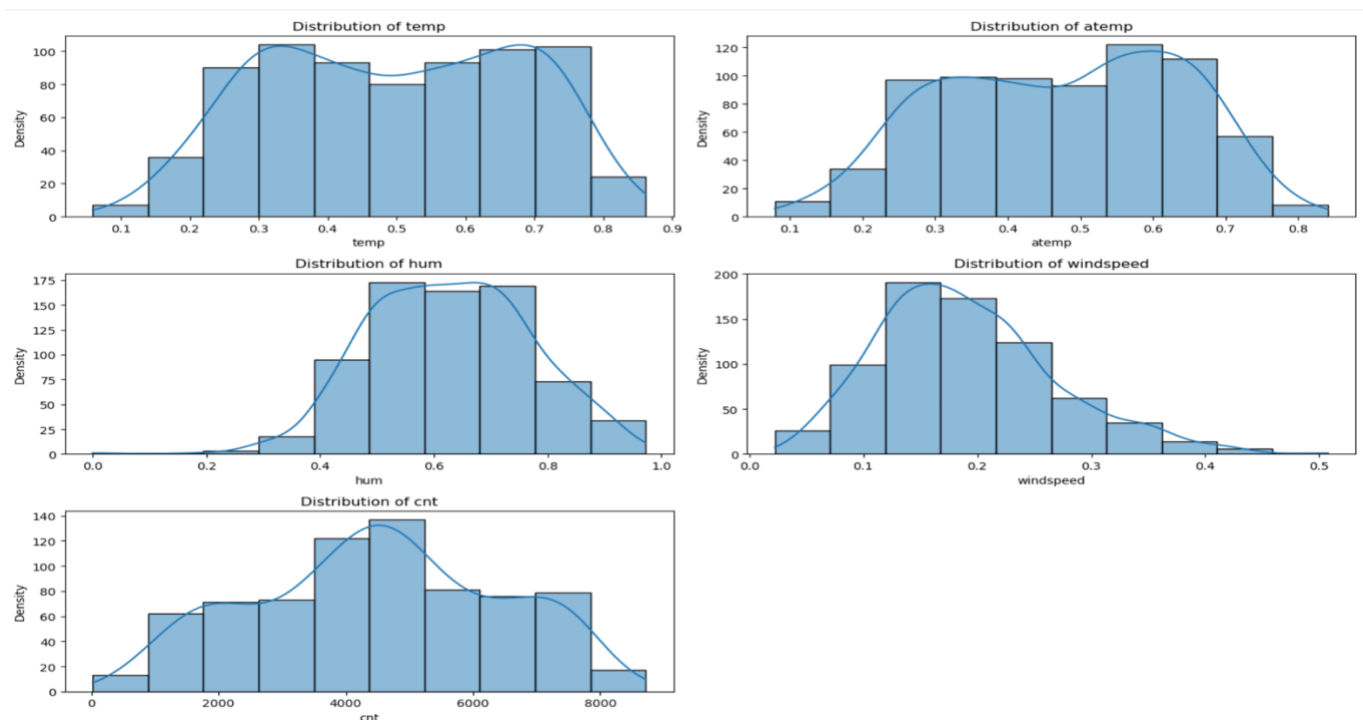 Distribution of temp
Density
100
80
60
40
20
0
0.1 0.2 0.3 0.4 0.5 0.6 0.7 0.8 0.9
temp
Distribution of atemp
Density
120
100
80
60
40
20
0
0.1 0.2 0.3 0.4 0.5 0.6 0.7 0.8
atemp
Distribution of hum
Density
175
150
125
100
75
50
25
0
0.0 0.2 0.4 0.6 0.8 1.0
hum
Distribution of windspeed
Density
200
150
100
50
0
0.0 0.1 0.2 0.3 0.4 0.5
windspeed
Distribution of cnt
Density
140
120
100
80
60
40
20
0
0 2000 4000 6000 8000
cnt